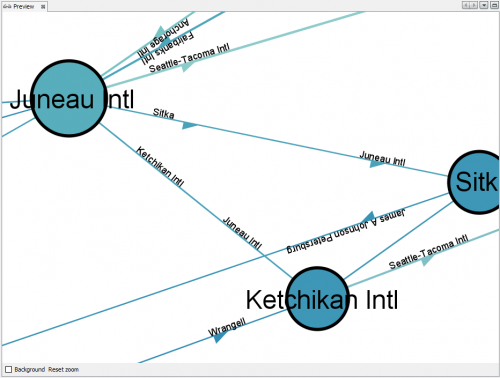 Preview
Anchorage Intl
Fairbanks Intl
Seattle-Tacoma Intl
Juneau Intl
Sitka
Juneau Intl
Ketchikan Intl
Sitk
Juneau Intl
James A Johnson Petersburg
Seattle-Tacoma Intl
Ketchikan Intl
Wrangell
Background Reset zoom